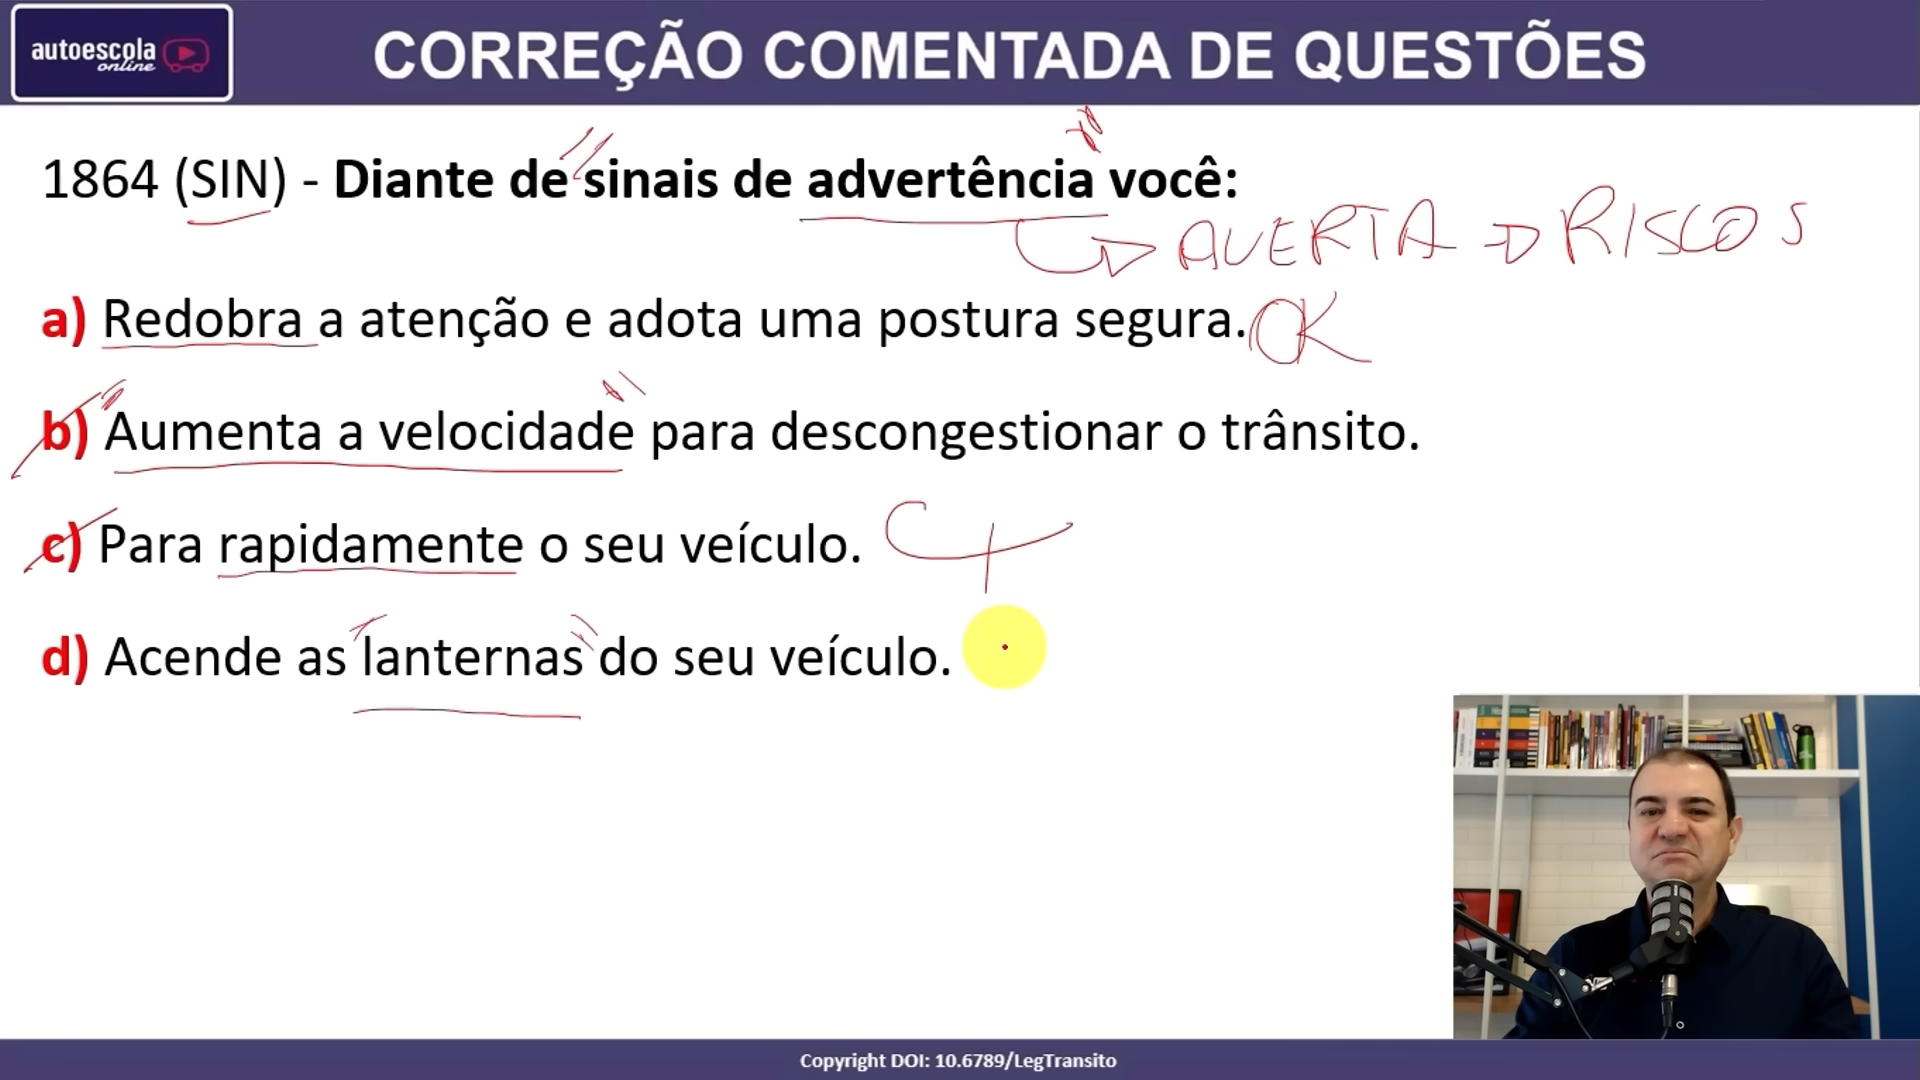 autoescola
online
CORREÇÃO COMENTADA DE QUESTÕES
1864 (SIN) - Diante de sinais de advertência você:
AVERTA → RISCOS
a) Redobra a atenção e adota uma postura segura. OK
b) Aumenta a velocidade para descongestionar o trânsito.
c) Para rapidamente o seu veículo.
d) Acende as lanternas do seu veículo.
Copyright DOI: 10.6789/LegTransito